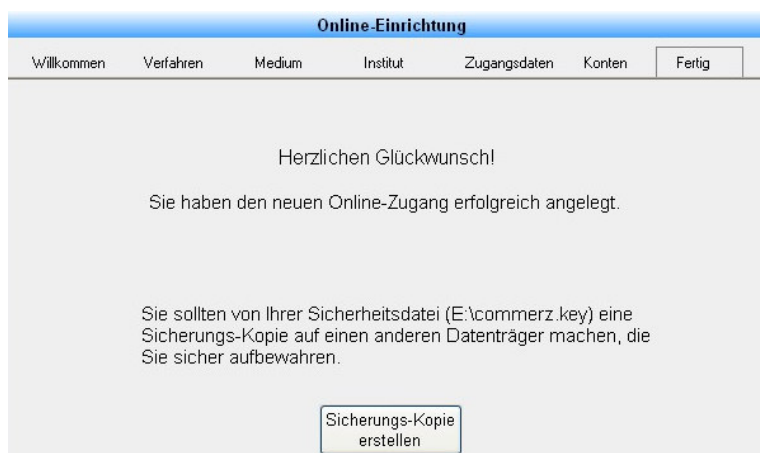 Online-Einrichtung
Willkommen Verfahren Medium Institut Zugangsdaten Konten Fertig
Herzlichen Glückwunsch!
Sie haben den neuen Online-Zugang erfolgreich angelegt.
Sie sollten von Ihrer Sicherheitsdatei (E:\commerz.key) eine
Sicherungs-Kopie auf einen anderen Datenträger machen, die
Sie sicher aufbewahren.
Sicherungs-Kopie
erstellen